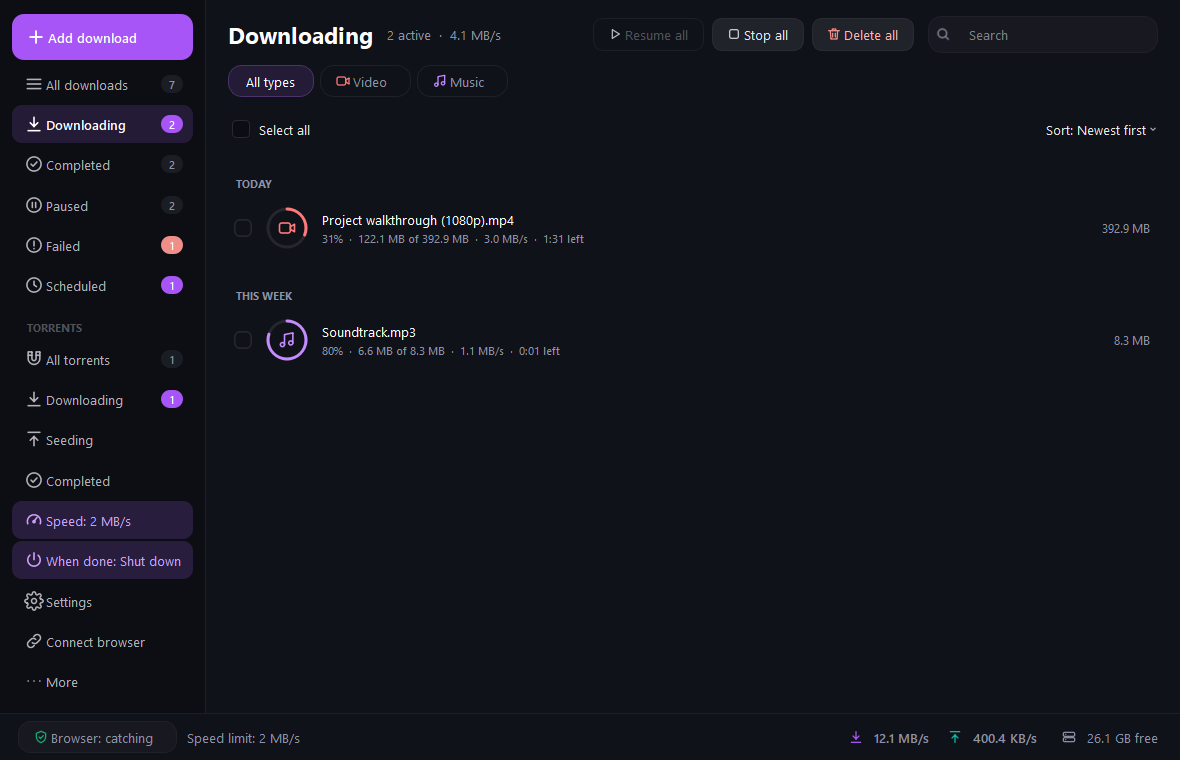 Add download
All downloads 7
Downloading 2
Completed 2
Paused 2
Failed 1
Scheduled 1
TORRENTS
All torrents 1
Downloading 1
Seeding
Completed
Speed: 2 MB/s
When done: Shut down
Settings
Connect browser
More
Downloading 2 active · 4.1 MB/s Resume all Stop all Delete all Search
All types Video Music
Select all Sort: Newest first
TODAY
Project walkthrough (1080p).mp4
31% · 122.1 MB of 392.9 MB · 3.0 MB/s · 1:31 left
392.9 MB
THIS WEEK
Soundtrack.mp3
80% · 6.6 MB of 8.3 MB · 1.1 MB/s · 0:01 left
8.3 MB
Browser: catching Speed limit: 2 MB/s 12.1 MB/s 400.4 KB/s 26.1 GB free